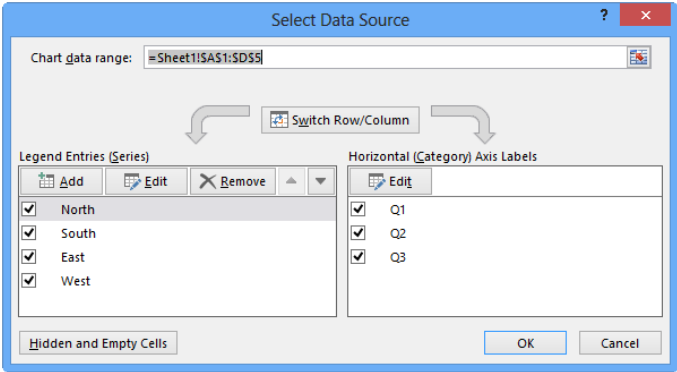 Select Data Source
? ×
Chart data range: =Sheet1!$A$1:$D$5
Switch Row/Column
Legend Entries (Series)
Add Edit Remove
North
South
East
West
Horizontal (Category) Axis Labels
Edit
Q1
Q2
Q3
Hidden and Empty Cells
OK Cancel